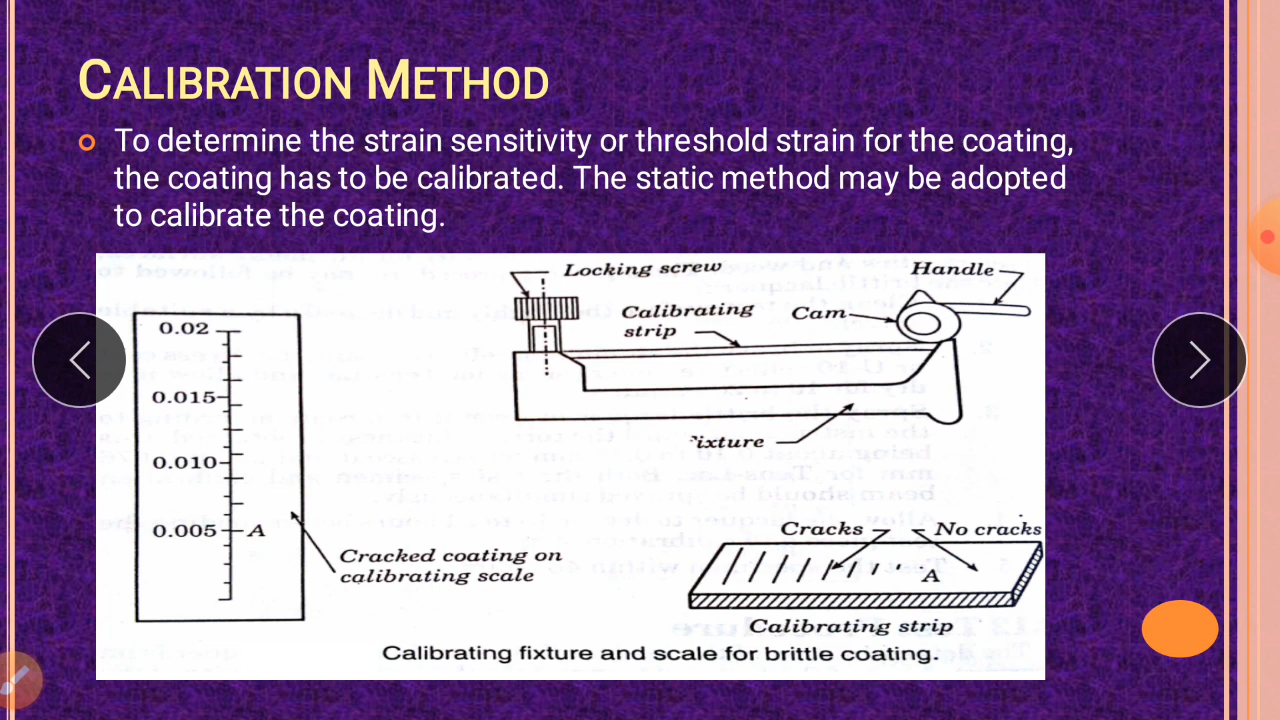 CALIBRATION METHOD
To determine the strain sensitivity or threshold strain for the coating,
the coating has to be calibrated. The static method may be adopted
to calibrate the coating.
Locking screw
Handle
Calibrating
strip
Cam
0.02
0.015
0.010
0.005
A
Fixture
Cracked coating on
calibrating scale
Cracks
No cracks
A
Calibrating strip
Calibrating fixture and scale for brittle coating.